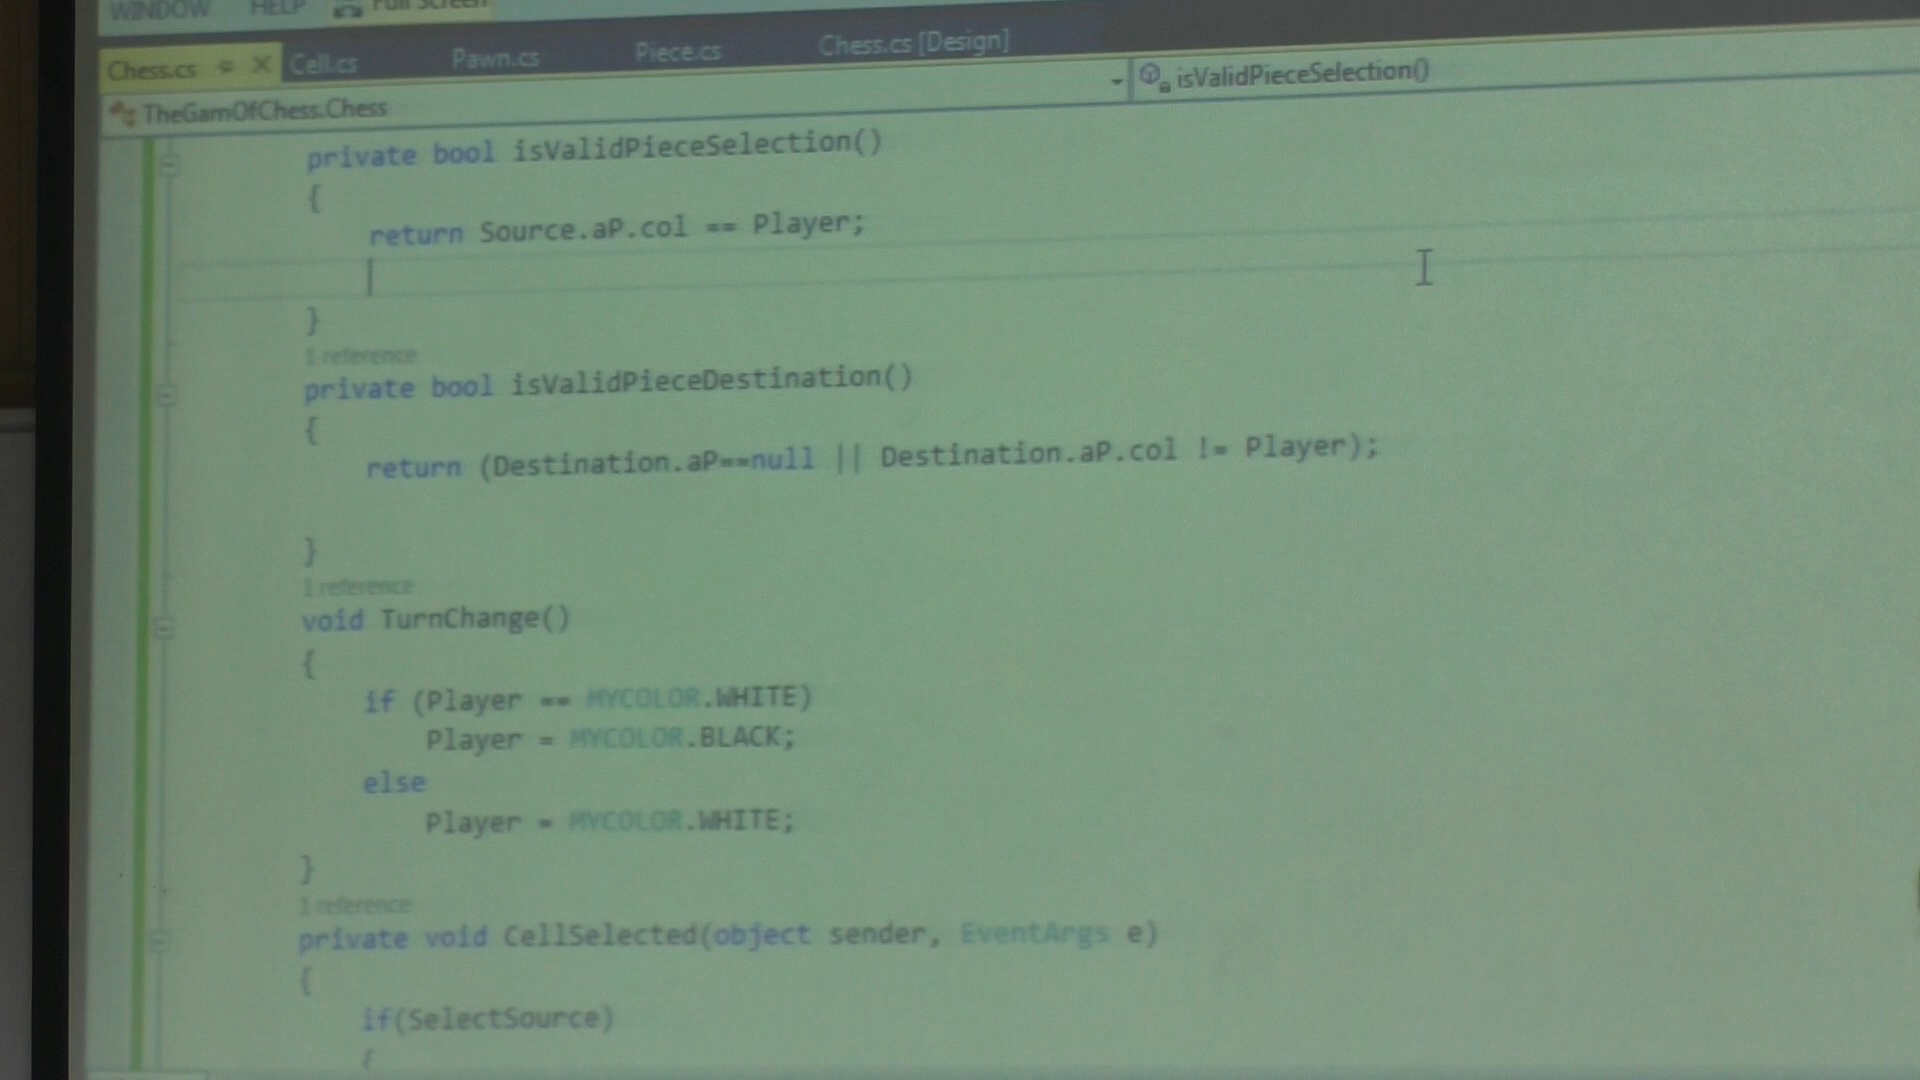 WINDOW HELP Full Screen
Chess.cs Cell.cs Pawn.cs Piece.cs Chess.cs [Design]
TheGamOfChess.Chess isValidPieceSelection()
private bool isValidPieceSelection()
{
return Source.aP.col == Player;
}
1 reference
private bool isValidPieceDestination()
{
return (Destination.aP==null || Destination.aP.col != Player);
}
1 reference
void TurnChange()
{
if (Player == MYCOLOR.WHITE)
Player = MYCOLOR.BLACK;
else
Player = MYCOLOR.WHITE;
}
1 reference
private void CellSelected(object sender, EventArgs e)
{
if(SelectSource)
{